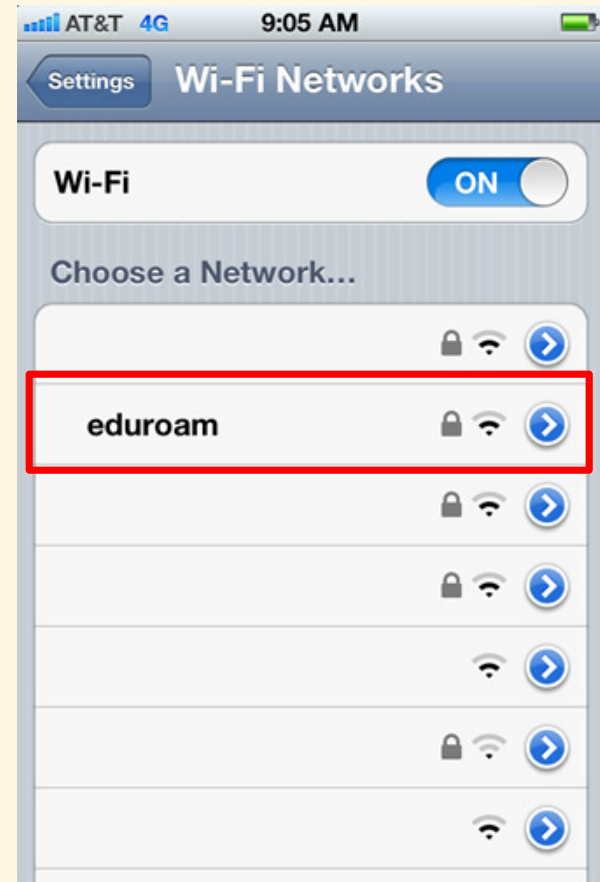 AT&T 4G 9:05 AM
Settings Wi-Fi Networks
Wi-Fi ON
Choose a Network...
eduroam